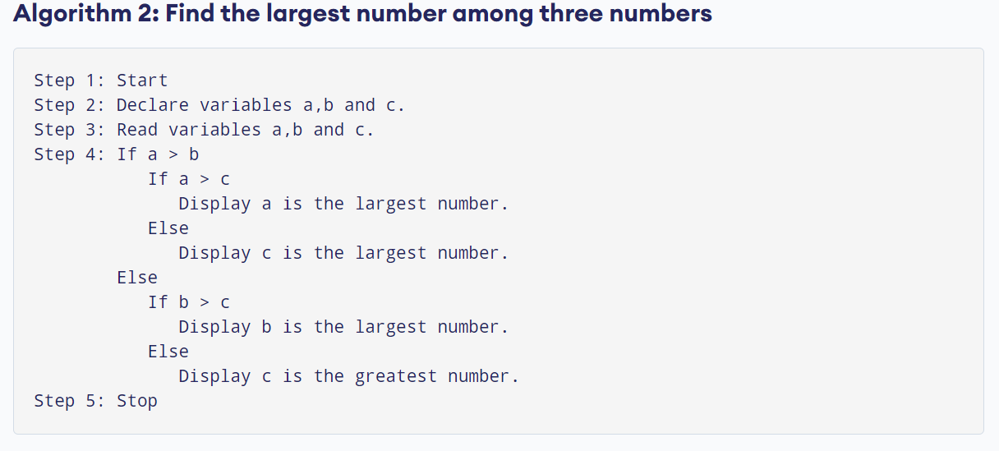 Algorithm 2: Find the largest number among three numbers
Step 1: Start
Step 2: Declare variables a,b and c.
Step 3: Read variables a,b and c.
Step 4: If a > b
           If a > c
              Display a is the largest number.
           Else
              Display c is the largest number.
        Else
           If b > c
              Display b is the largest number.
           Else
              Display c is the greatest number.
Step 5: Stop